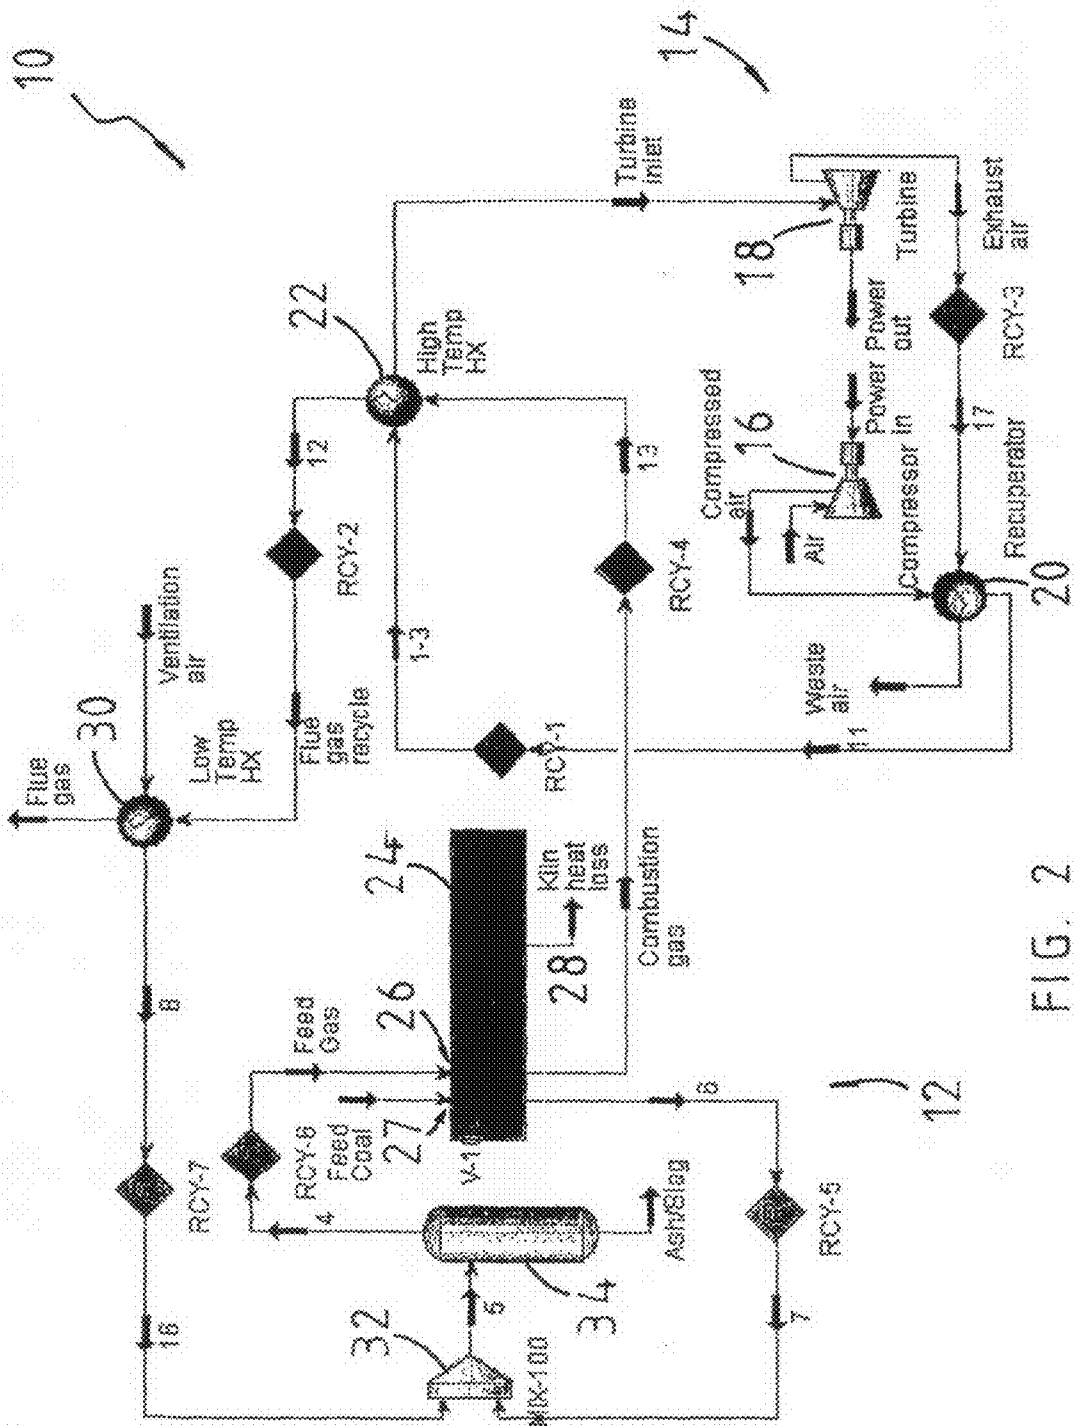 10
Flue
gas
30
Ventilation
air
16
8
RCY-7
Low
Temp
HX
12
22
RCY-2
Feed
Gas
Flue
gas
recycle
RCY-6
4
Feed
Coal
32
26
27
24
1-3
High
Temp
HX
V-10
5
MIX-100
34
28
Kiln
heat
loss
RCY-1
13
Turbine
inlet
14
Ash/Slag
Combustion
gas
RCY-4
6
Compressed
air
16
18
7
RCY-5
Waste
air
11
Air
Power
in
Power
out
Compressor
Turbine
12
17
Exhaust
air
Recuperator
RCY-3
20
FIG. 2